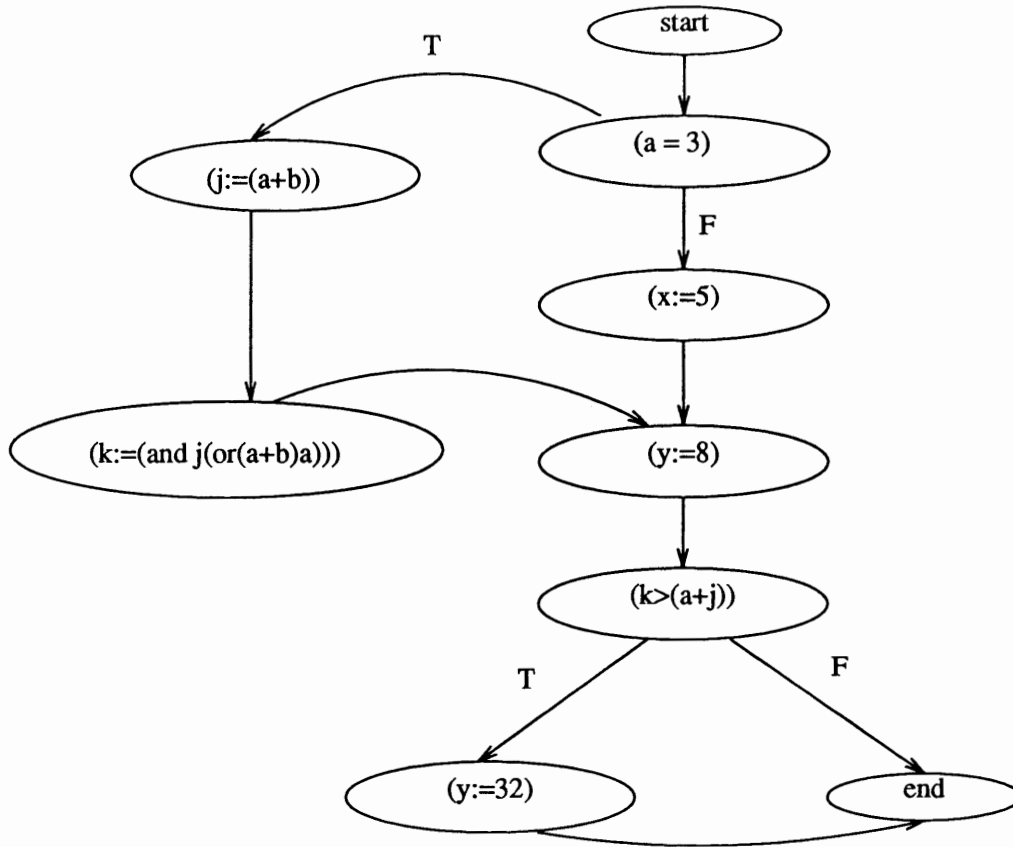 start
T
(a = 3)
(j:=(a+b))
F
(x:=5)
(k:=(and j(or(a+b)a)))
(y:=8)
(k>(a+j))
T
F
(y:=32)
end